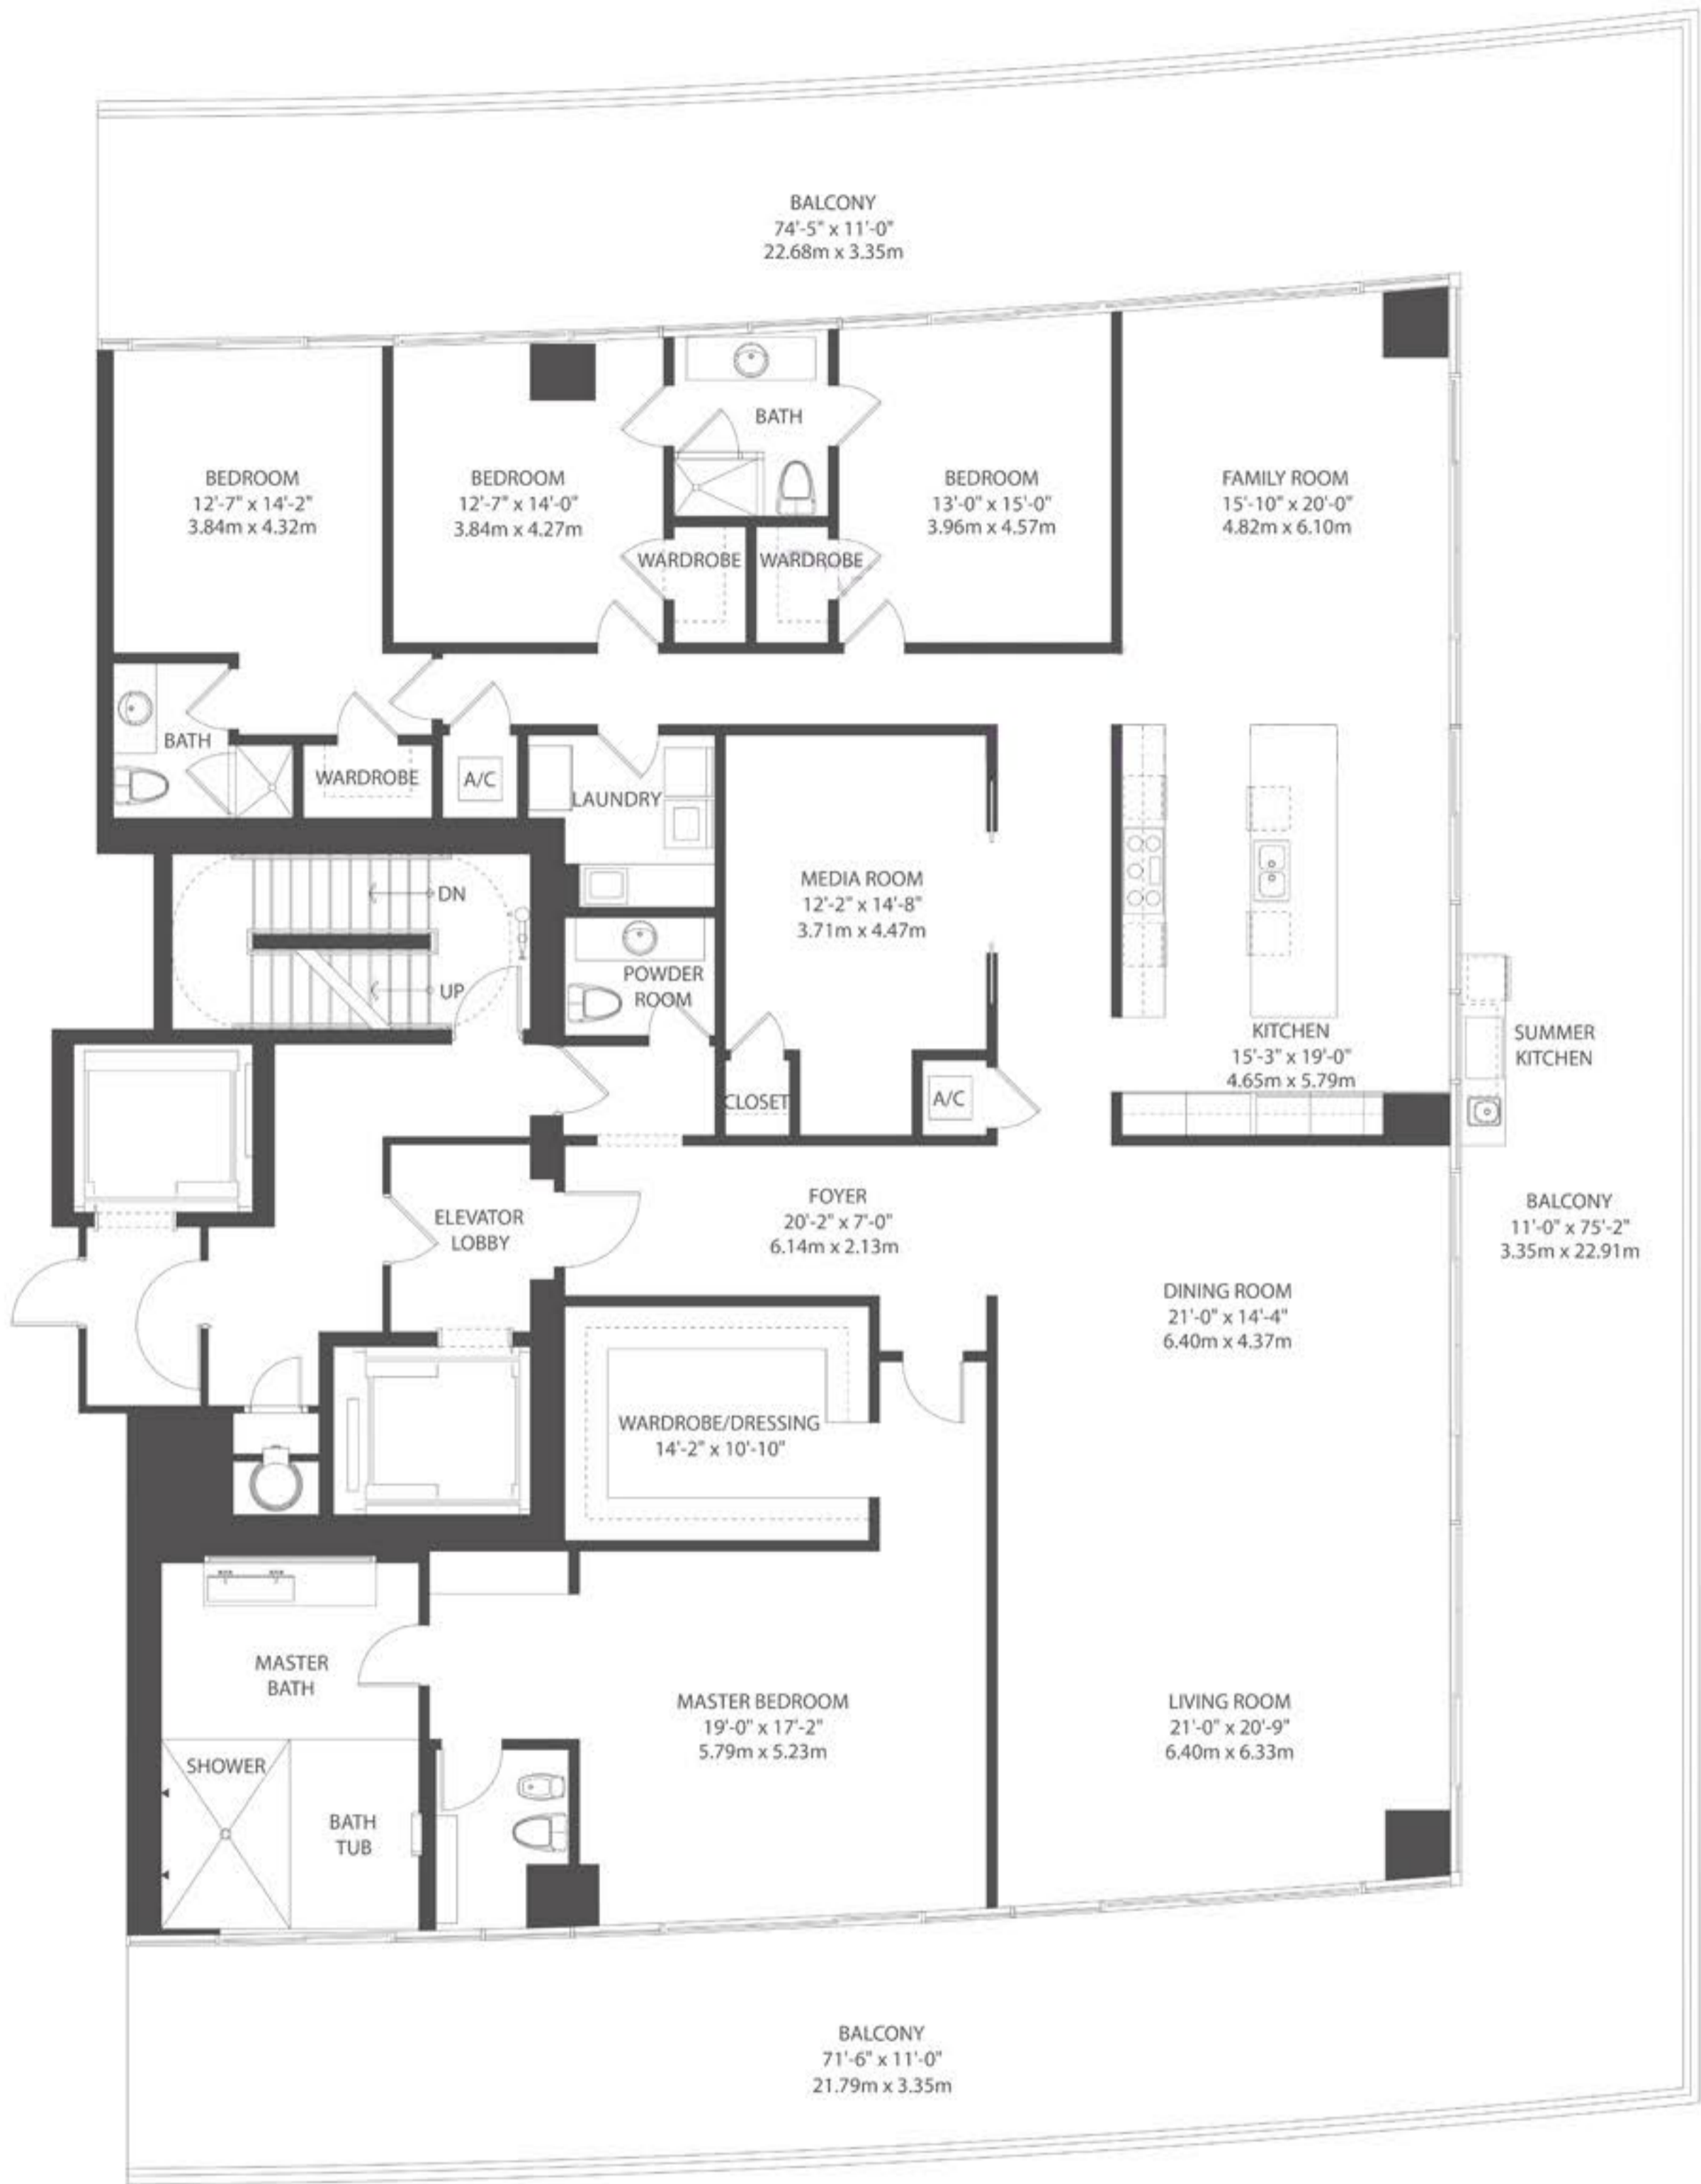 BALCONY
74'-5" x 11'-0"
22.68m x 3.35m
BEDROOM
12'-7" x 14'-2"
3.84m x 4.32m
BEDROOM
12'-7" x 14'-0"
3.84m x 4.27m
BATH
BEDROOM
13'-0" x 15'-0"
3.96m x 4.57m
FAMILY ROOM
15'-10" x 20'-0"
4.82m x 6.10m
WARDROBE
WARDROBE
BATH
WARDROBE
A/C
LAUNDRY
MEDIA ROOM
12'-2" x 14'-8"
3.71m x 4.47m
DN
UP
POWDER
ROOM
KITCHEN
15'-3" x 19'-0"
4.65m x 5.79m
SUMMER
KITCHEN
CLOSET
A/C
ELEVATOR
LOBBY
FOYER
20'-2" x 7'-0"
6.14m x 2.13m
BALCONY
11'-0" x 75'-2"
3.35m x 22.91m
DINING ROOM
21'-0" x 14'-4"
6.40m x 4.37m
WARDROBE/DRESSING
14'-2" x 10'-10"
MASTER
BATH
MASTER BEDROOM
19'-0" x 17'-2"
5.79m x 5.23m
LIVING ROOM
21'-0" x 20'-9"
6.40m x 6.33m
SHOWER
BATH
TUB
BALCONY
71'-6" x 11'-0"
21.79m x 3.35m